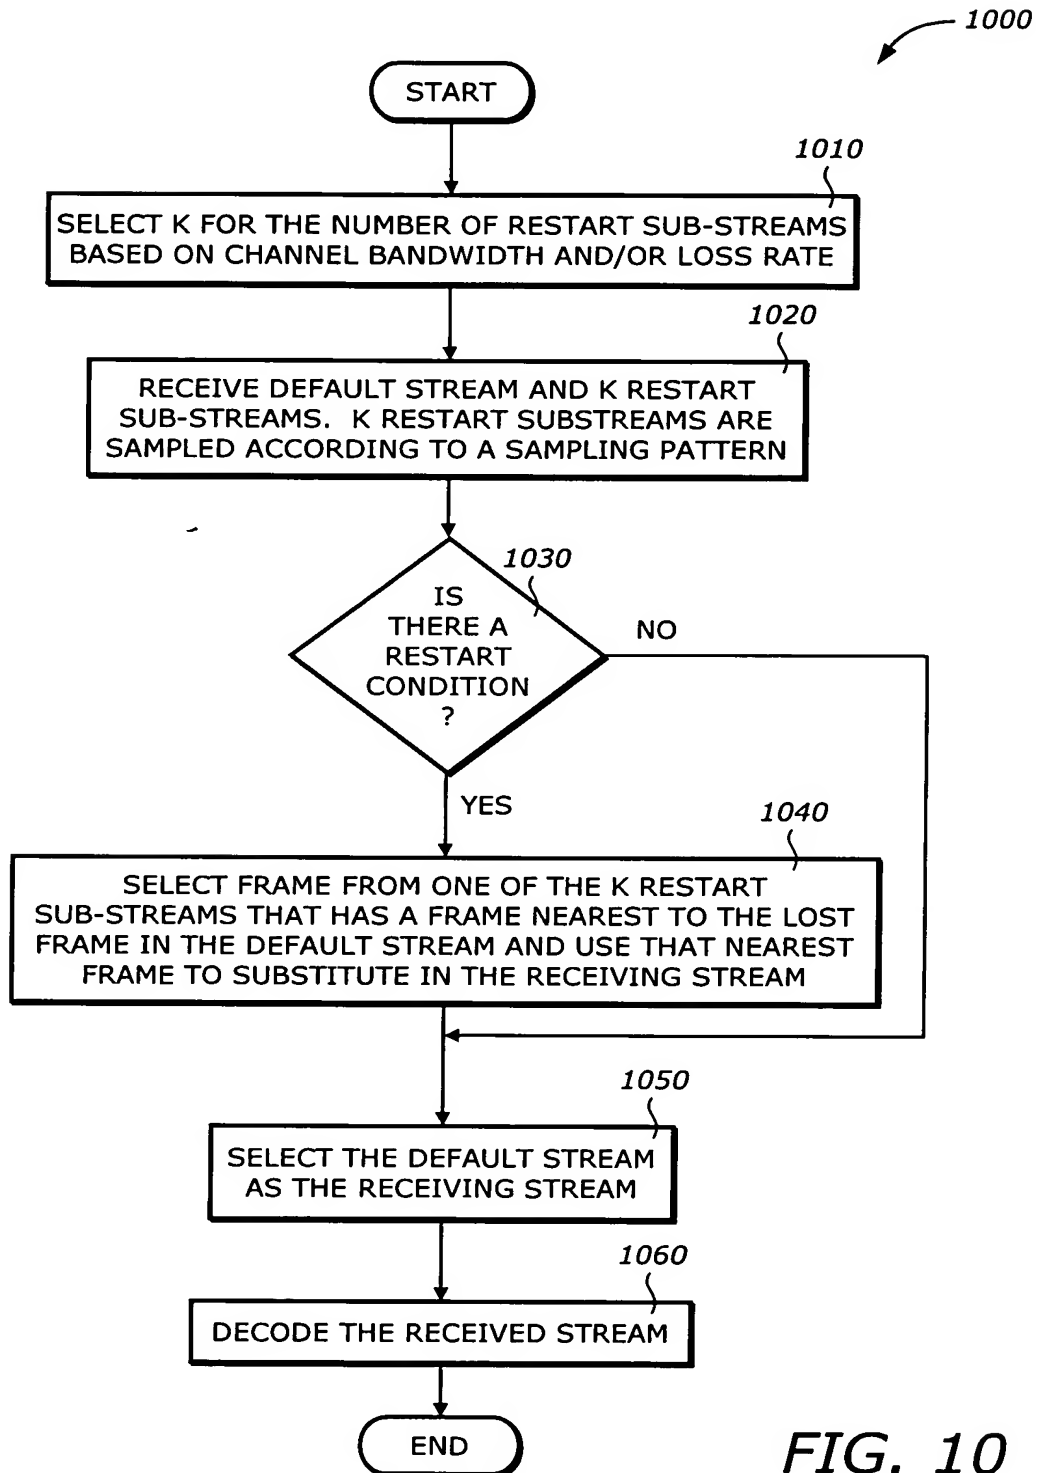 1000
START
1010
SELECT K FOR THE NUMBER OF RESTART SUB-STREAMS
BASED ON CHANNEL BANDWIDTH AND/OR LOSS RATE
1020
RECEIVE DEFAULT STREAM AND K RESTART
SUB-STREAMS. K RESTART SUBSTREAMS ARE
SAMPLED ACCORDING TO A SAMPLING PATTERN
1030
IS
THERE A
RESTART
CONDITION
?
NO
YES
1040
SELECT FRAME FROM ONE OF THE K RESTART
SUB-STREAMS THAT HAS A FRAME NEAREST TO THE LOST
FRAME IN THE DEFAULT STREAM AND USE THAT NEAREST
FRAME TO SUBSTITUTE IN THE RECEIVING STREAM
1050
SELECT THE DEFAULT STREAM
AS THE RECEIVING STREAM
1060
DECODE THE RECEIVED STREAM
END
FIG. 10